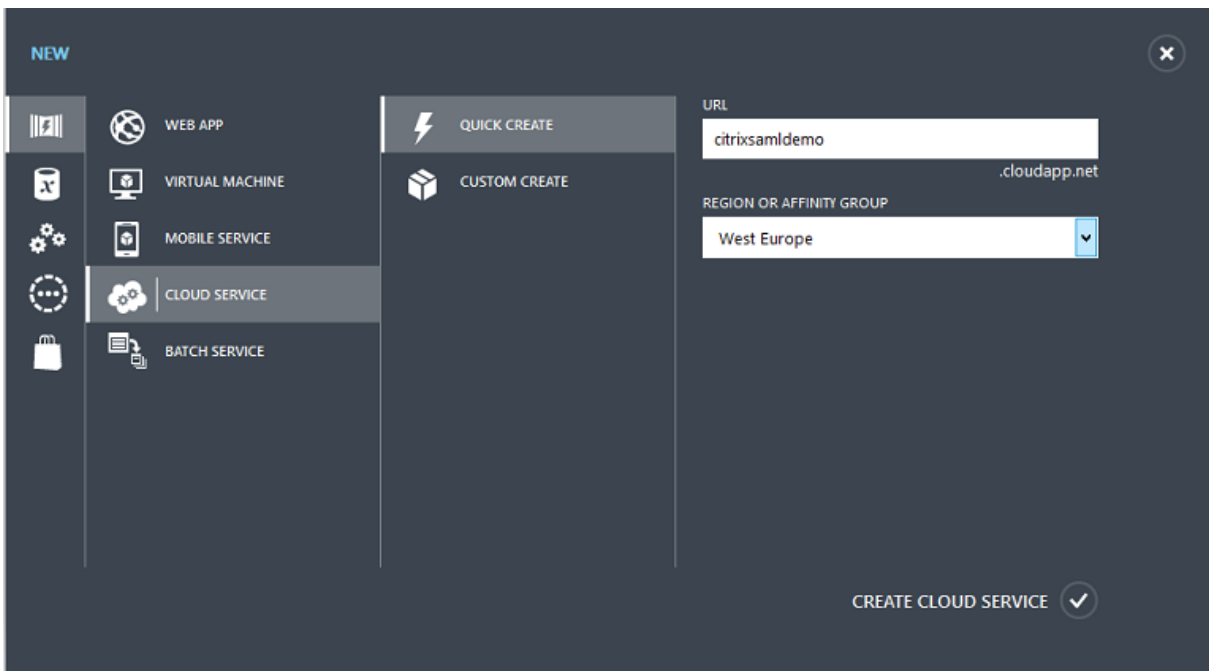 NEW
WEB APP
VIRTUAL MACHINE
MOBILE SERVICE
CLOUD SERVICE
BATCH SERVICE
QUICK CREATE
CUSTOM CREATE
URL
citrixsamldemo
.cloudapp.net
REGION OR AFFINITY GROUP
West Europe
CREATE CLOUD SERVICE